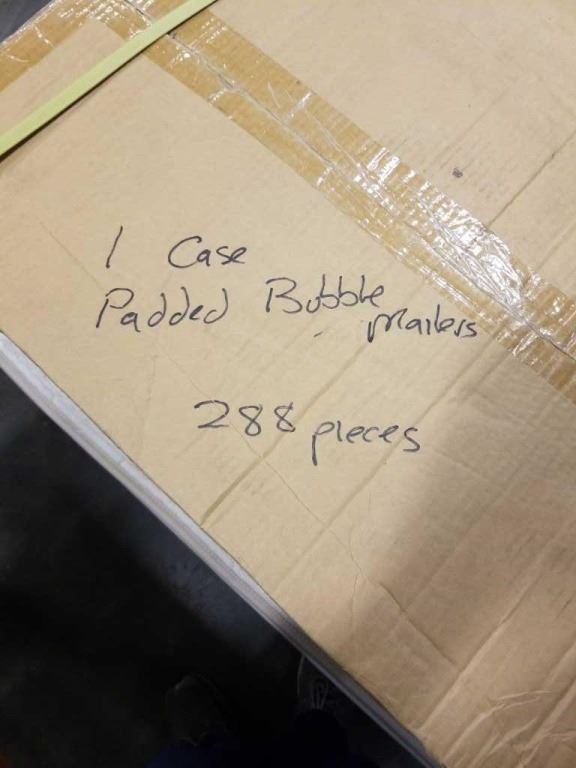 1 Case
Padded Bubble Mailers
288 pieces